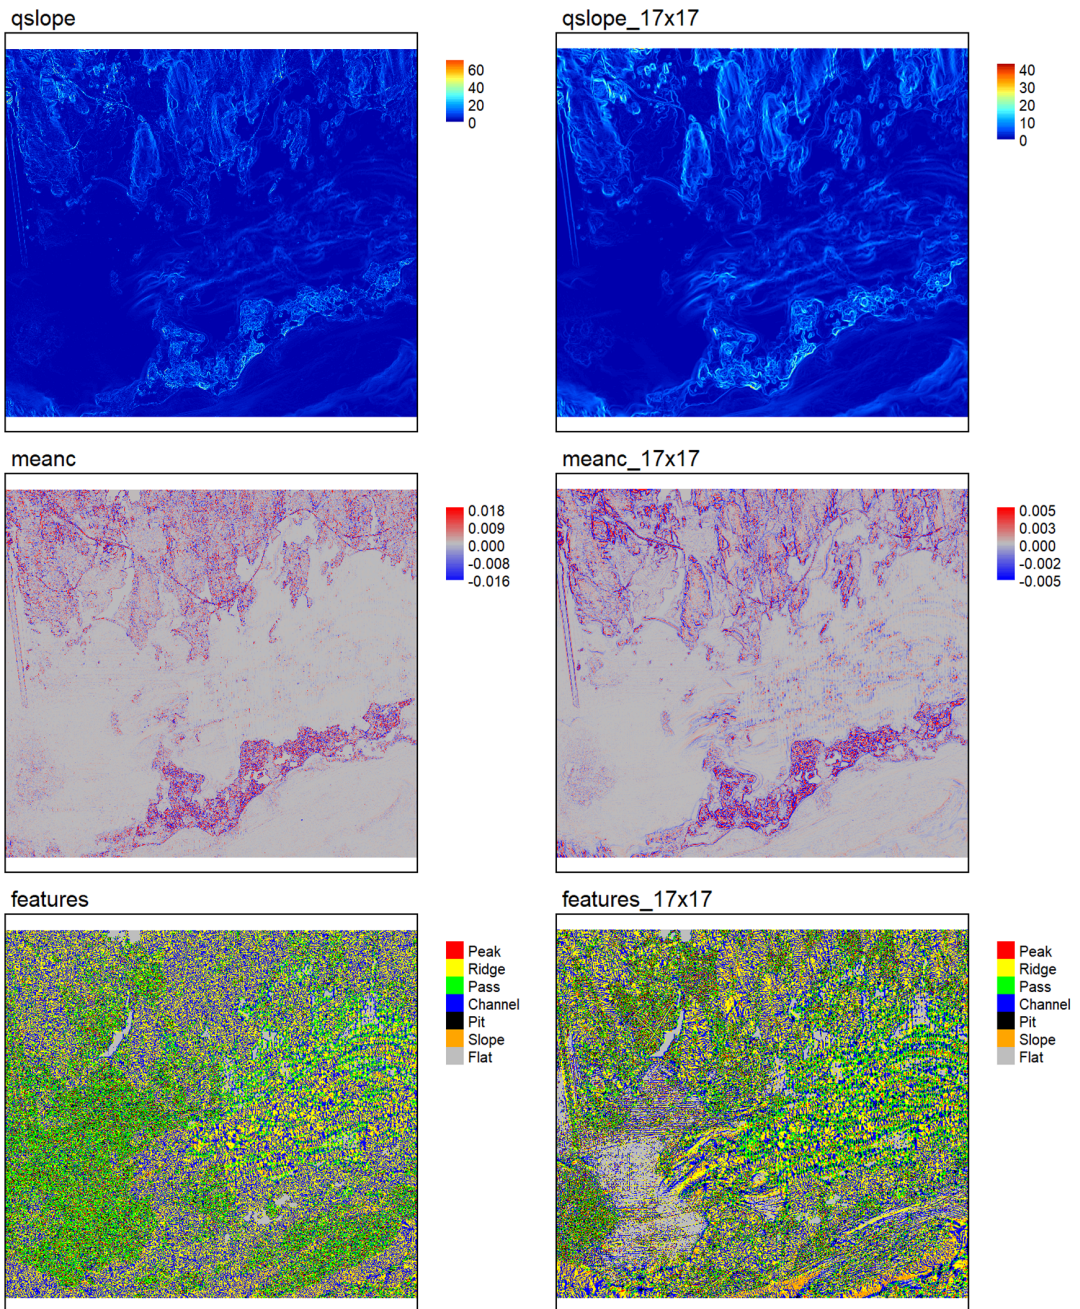 qslope
60
40
20
0
qslope_17x17
40
30
20
10
0
meanc
0.018
0.009
0.000
-0.008
-0.016
meanc_17x17
0.005
0.003
0.000
-0.002
-0.005
features
Peak
Ridge
Pass
Channel
Pit
Slope
Flat
features_17x17
Peak
Ridge
Pass
Channel
Pit
Slope
Flat